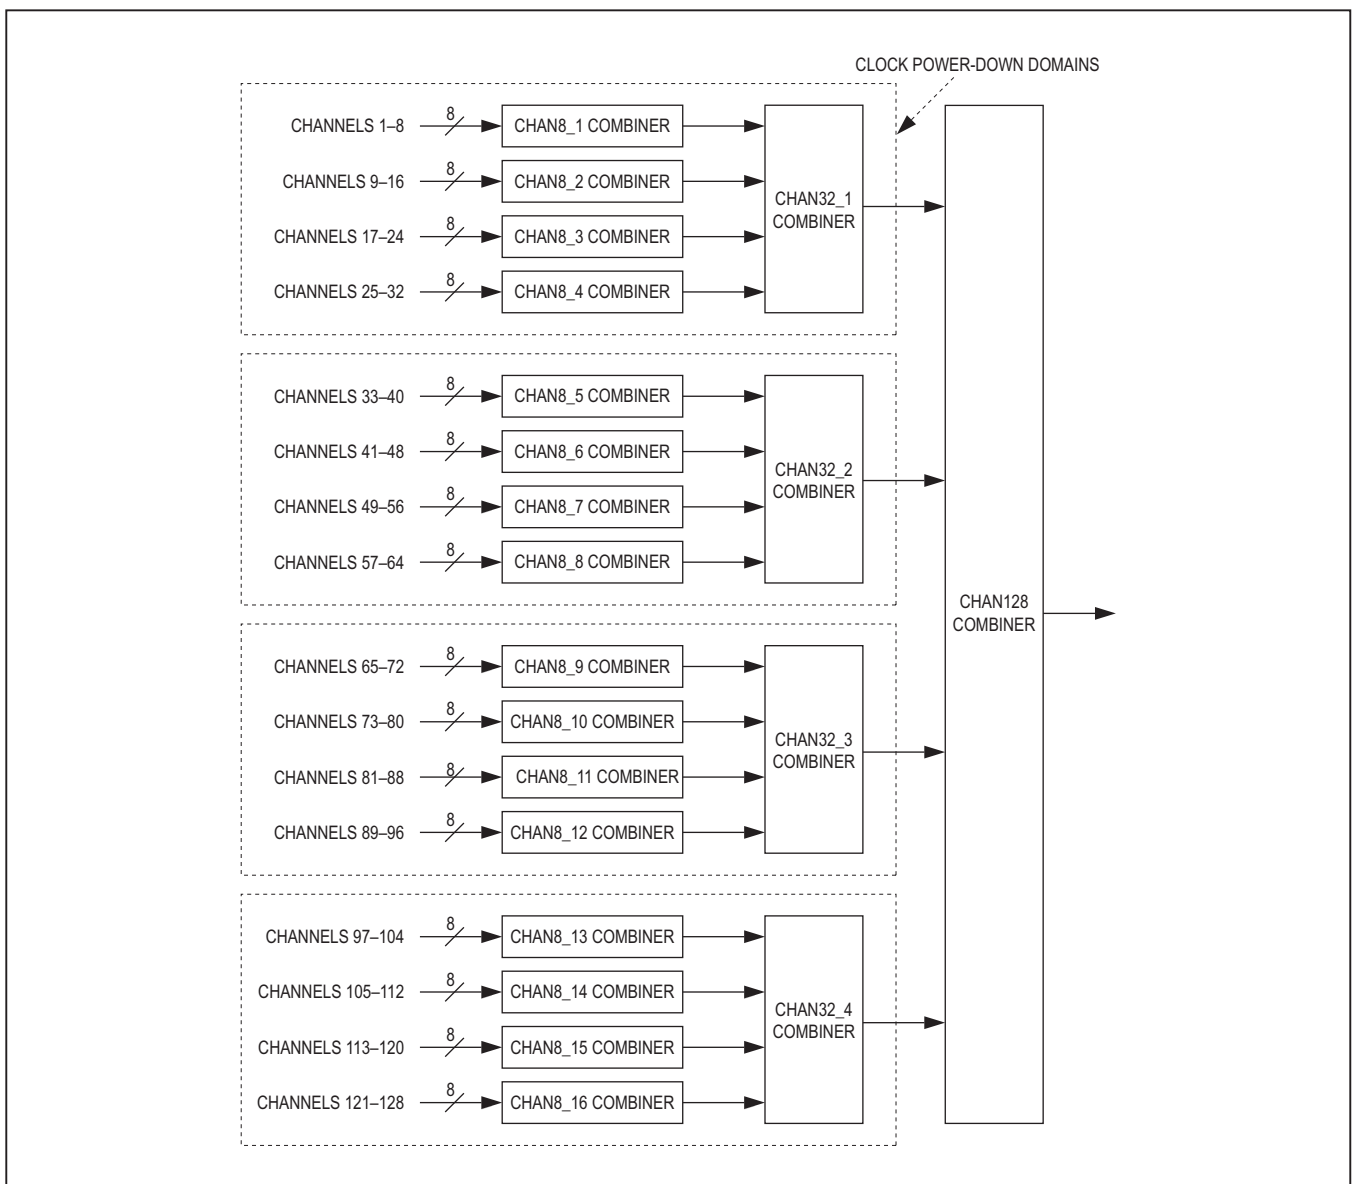 CLOCK POWER-DOWN DOMAINS
CHANNELS 1–8
8
CHAN8_1 COMBINER
CHANNELS 9–16
8
CHAN8_2 COMBINER
CHANNELS 17–24
8
CHAN8_3 COMBINER
CHANNELS 25–32
8
CHAN8_4 COMBINER
CHAN32_1
COMBINER
CHANNELS 33–40
8
CHAN8_5 COMBINER
CHANNELS 41–48
8
CHAN8_6 COMBINER
CHANNELS 49–56
8
CHAN8_7 COMBINER
CHANNELS 57–64
8
CHAN8_8 COMBINER
CHAN32_2
COMBINER
CHANNELS 65–72
8
CHAN8_9 COMBINER
CHANNELS 73–80
8
CHAN8_10 COMBINER
CHANNELS 81–88
8
CHAN8_11 COMBINER
CHANNELS 89–96
8
CHAN8_12 COMBINER
CHAN32_3
COMBINER
CHANNELS 97–104
8
CHAN8_13 COMBINER
CHANNELS 105–112
8
CHAN8_14 COMBINER
CHANNELS 113–120
8
CHAN8_15 COMBINER
CHANNELS 121–128
8
CHAN8_16 COMBINER
CHAN32_4
COMBINER
CHAN128
COMBINER